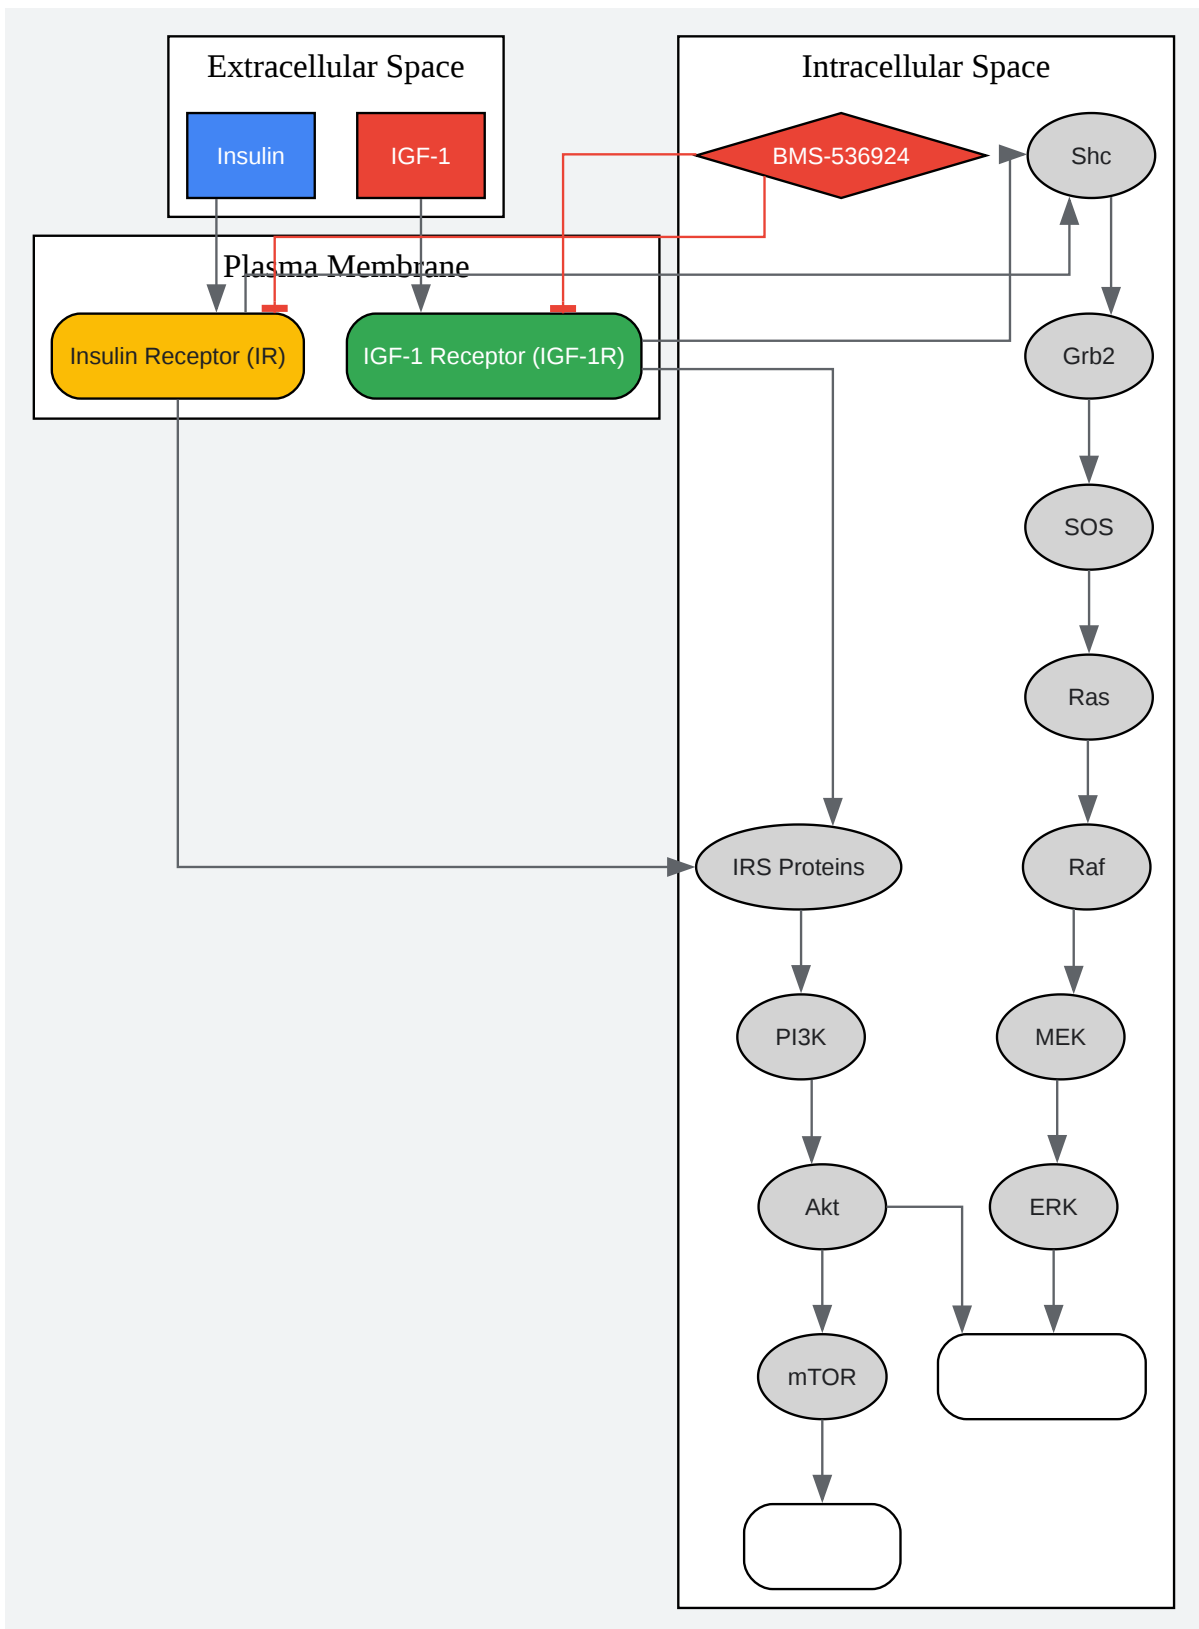 Extracellular Space
Insulin
IGF-1
Plasma Membrane
Insulin Receptor (IR)
IGF-1 Receptor (IGF-1R)
Intracellular Space
BMS-536924
Shc
Grb2
SOS
Ras
IRS Proteins
Raf
PI3K
MEK
Akt
ERK
mTOR